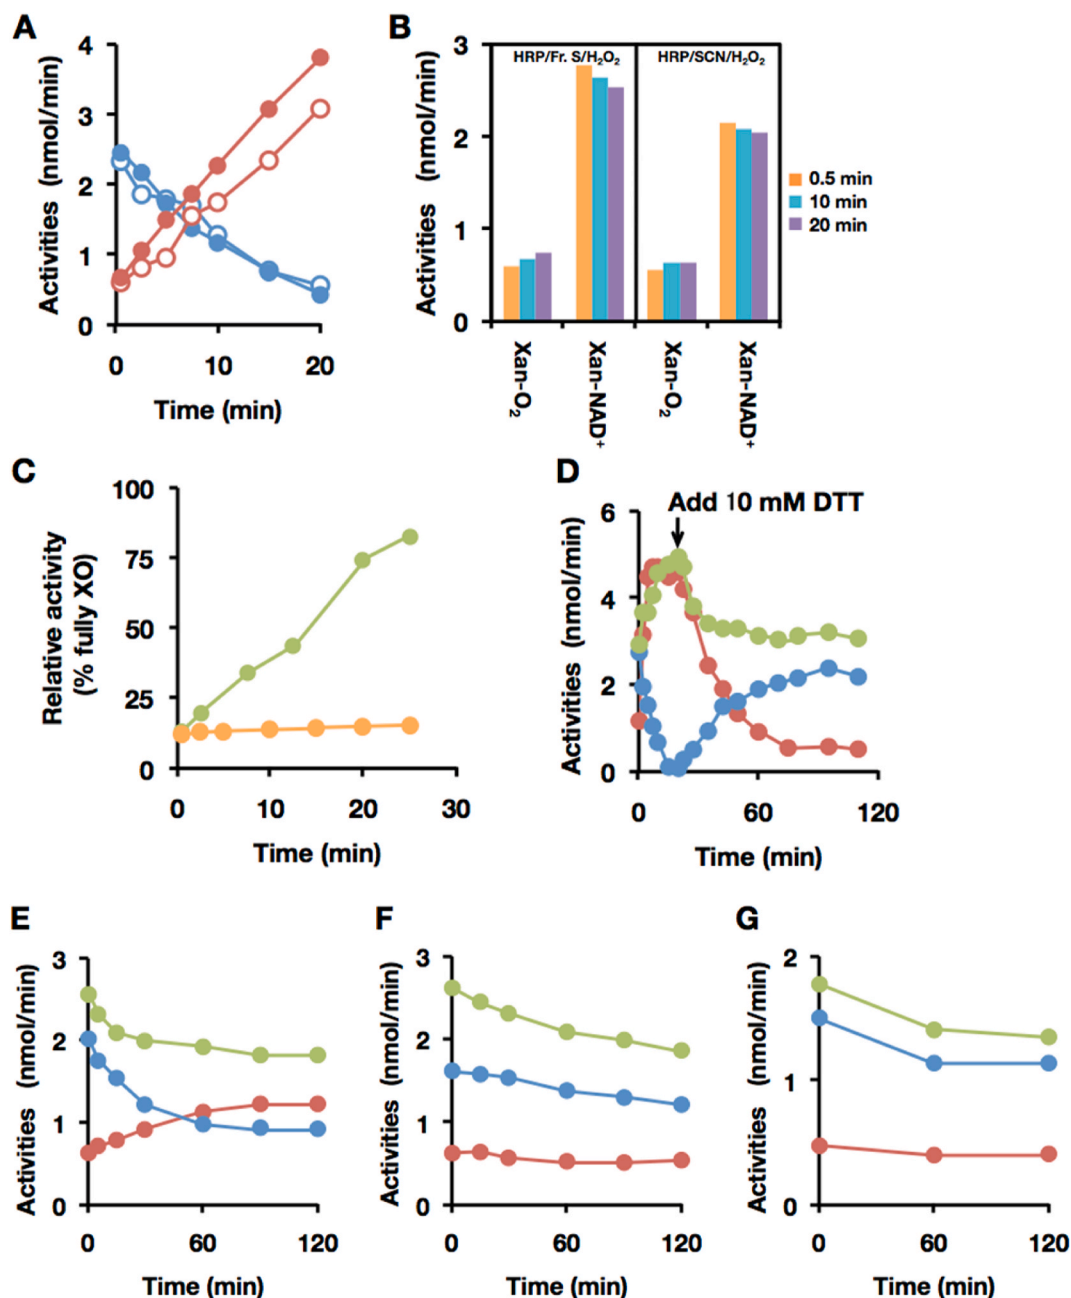 A
Activities (nmol/min)
4
3
2
1
0
0 10 20
Time (min)
B
Activities (nmol/min)
3
2
1
0
HRP/Fr. S/H₂O₂
HRP/SCN/H₂O₂
Xan-O₂
Xan-NAD⁺
Xan-O₂
Xan-NAD⁺
0.5 min
10 min
20 min
C
Relative activity
(% fully XO)
100
75
50
25
0
0 10 20 30
Time (min)
D
Add 10 mM DTT
Activities (nmol/min)
6
4
2
0
0 60 120
Time (min)
E
Activities (nmol/min)
3
2
1
0
0 60 120
Time (min)
F
Activities (nmol/min)
3
2
1
0
0 60 120
Time (min)
G
Activities (nmol/min)
2
1
0
0 60 120
Time (min)